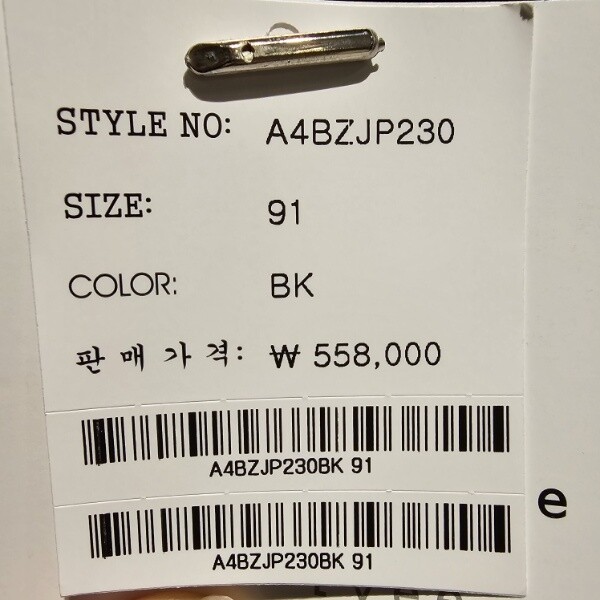 STYLE NO: A4BZJP230
SIZE: 91
COLOR: BK
판매가격: ₩ 558,000
A4BZJP230BK 91
e
A4BZJP230BK 91